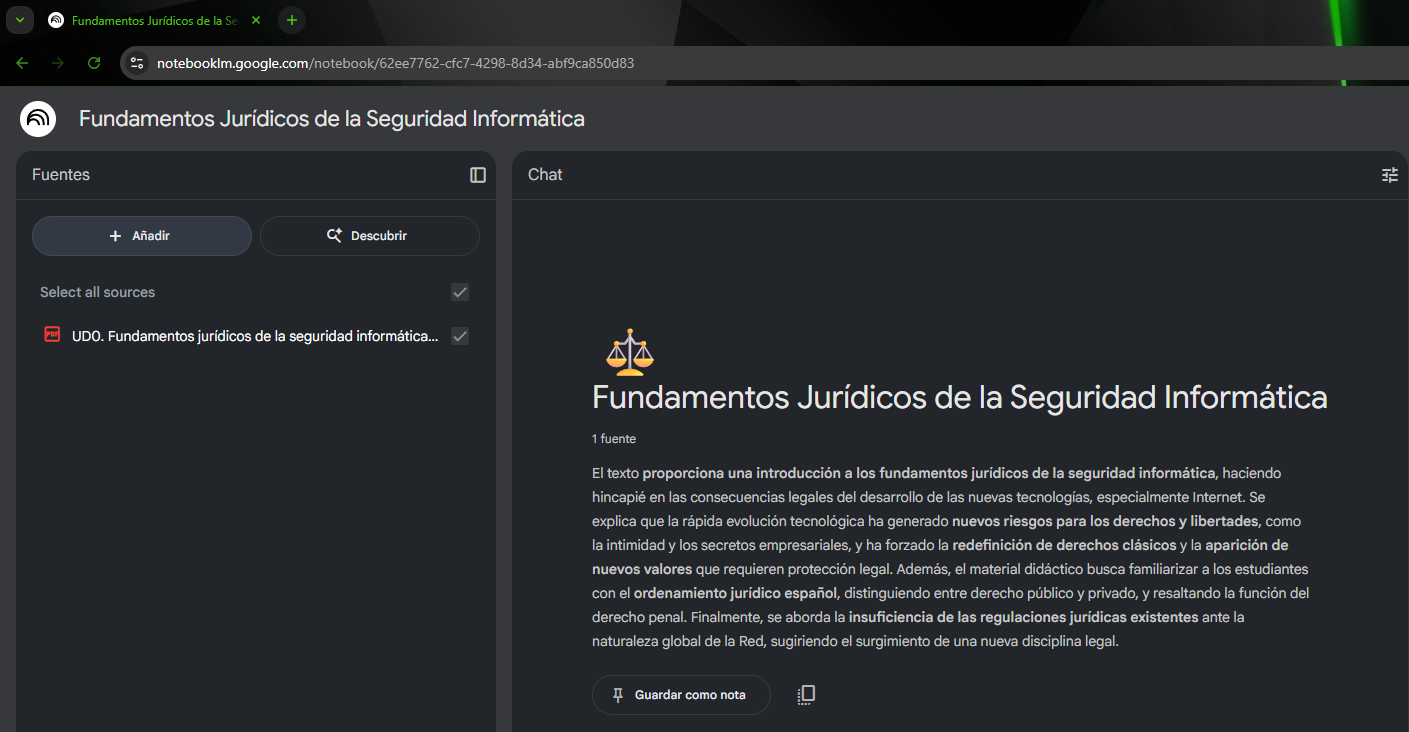 Fundamentos Jurídicos de la Se
notebooklm.google.com/notebook/62ee7762-cfc7-4298-8d34-abf9ca850d83
Fundamentos Jurídicos de la Seguridad Informática
Fuentes
Añadir
Descubrir
Select all sources
PDF
UD0. Fundamentos jurídicos de la seguridad informática...
Chat
Fundamentos Jurídicos de la Seguridad Informática
1 fuente
El texto proporciona una introducción a los fundamentos jurídicos de la seguridad informática, haciendo
hincapié en las consecuencias legales del desarrollo de las nuevas tecnologías, especialmente Internet. Se
explica que la rápida evolución tecnológica ha generado nuevos riesgos para los derechos y libertades, como
la intimidad y los secretos empresariales, y ha forzado la redefinición de derechos clásicos y la aparición de
nuevos valores que requieren protección legal. Además, el material didáctico busca familiarizar a los estudiantes
con el ordenamiento jurídico español, distinguiendo entre derecho público y privado, y resaltando la función del
derecho penal. Finalmente, se aborda la insuficiencia de las regulaciones jurídicas existentes ante la
naturaleza global de la Red, sugiriendo el surgimiento de una nueva disciplina legal.
Guardar como nota